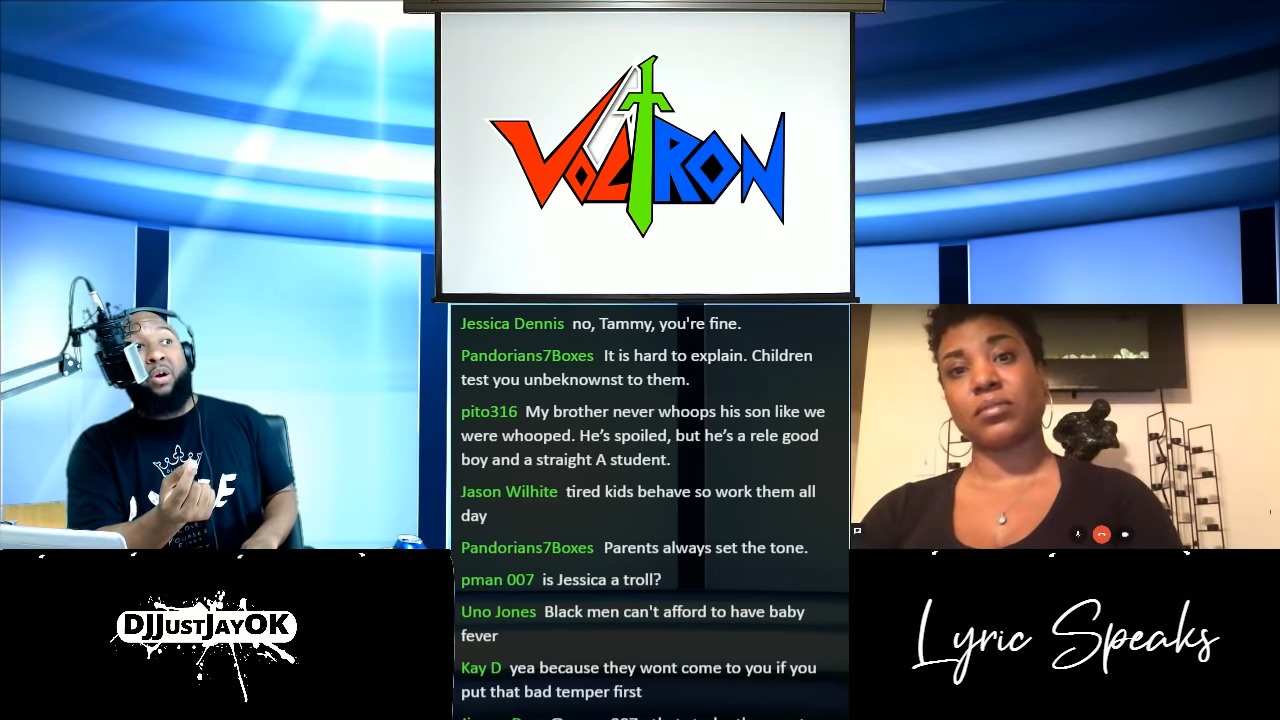 VOLTRON
Jessica Dennis no, Tammy, you're fine.
Pandorians7Boxes It is hard to explain. Children
test you unbeknownst to them.
pito316 My brother never whoops his son like we
were whooped. He’s spoiled, but he’s a rele good
boy and a straight A student.
Jason Wilhite tired kids behave so work them all
day
Pandorians7Boxes Parents always set the tone.
pman 007 is Jessica a troll?
Uno Jones Black men can't afford to have baby
fever
Kay D yea because they wont come to you if you
put that bad temper first
DJJustJayOK
Lyric Speaks